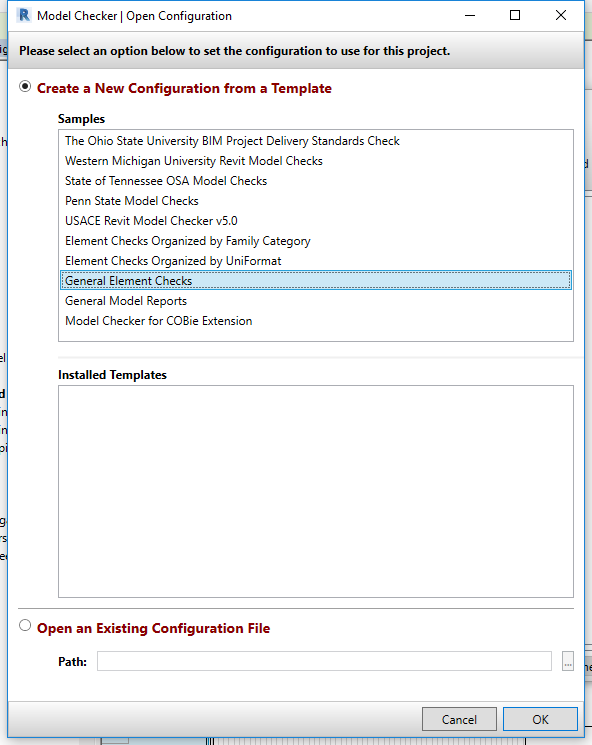 Model Checker | Open Configuration
Please select an option below to set the configuration to use for this project.
Create a New Configuration from a Template
Samples
The Ohio State University BIM Project Delivery Standards Check
Western Michigan University Revit Model Checks
State of Tennessee OSA Model Checks
Penn State Model Checks
USACE Revit Model Checker v5.0
Element Checks Organized by Family Category
Element Checks Organized by UniFormat
General Element Checks
General Model Reports
Model Checker for COBie Extension
Installed Templates
Open an Existing Configuration File
Path:
...
Cancel OK